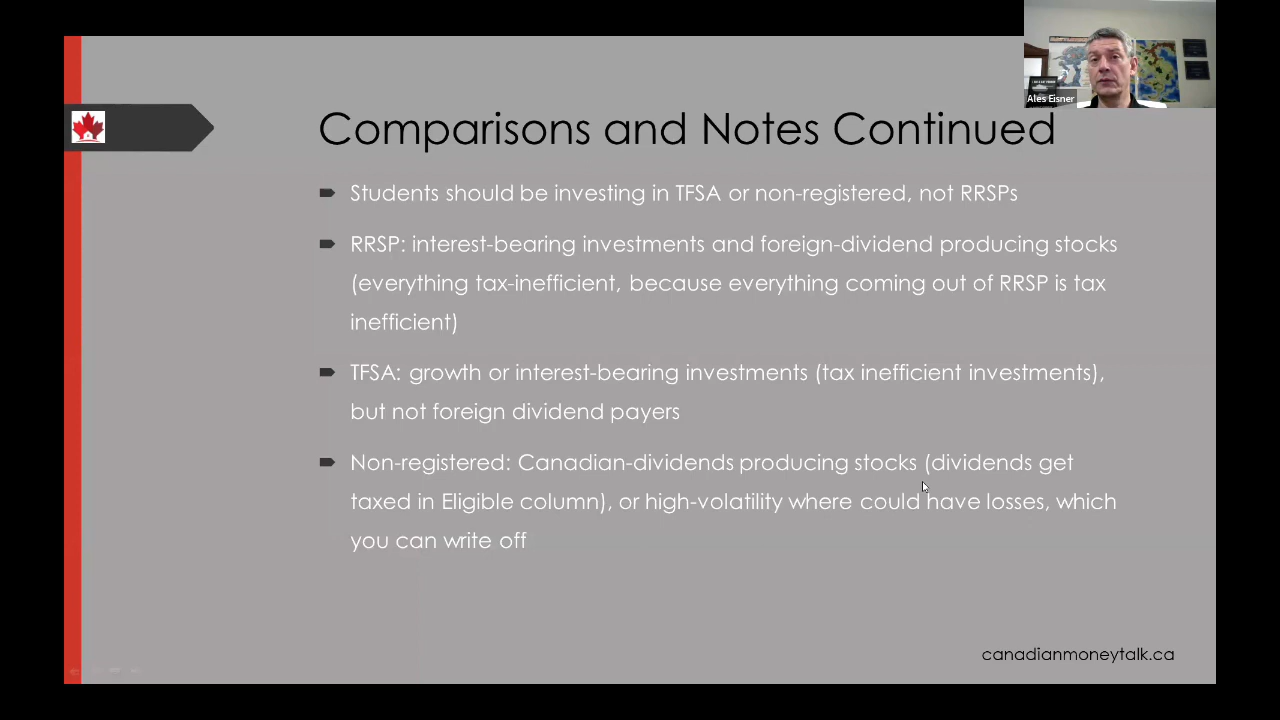 Ales Eisner
Comparisons and Notes Continued
Students should be investing in TFSA or non-registered, not RRSPs
RRSP: interest-bearing investments and foreign-dividend producing stocks
(everything tax-inefficient, because everything coming out of RRSP is tax
inefficient)
TFSA: growth or interest-bearing investments (tax inefficient investments),
but not foreign dividend payers
Non-registered: Canadian-dividends producing stocks (dividends get
taxed in Eligible column), or high-volatility where could have losses, which
you can write off
canadianmoneytalk.ca